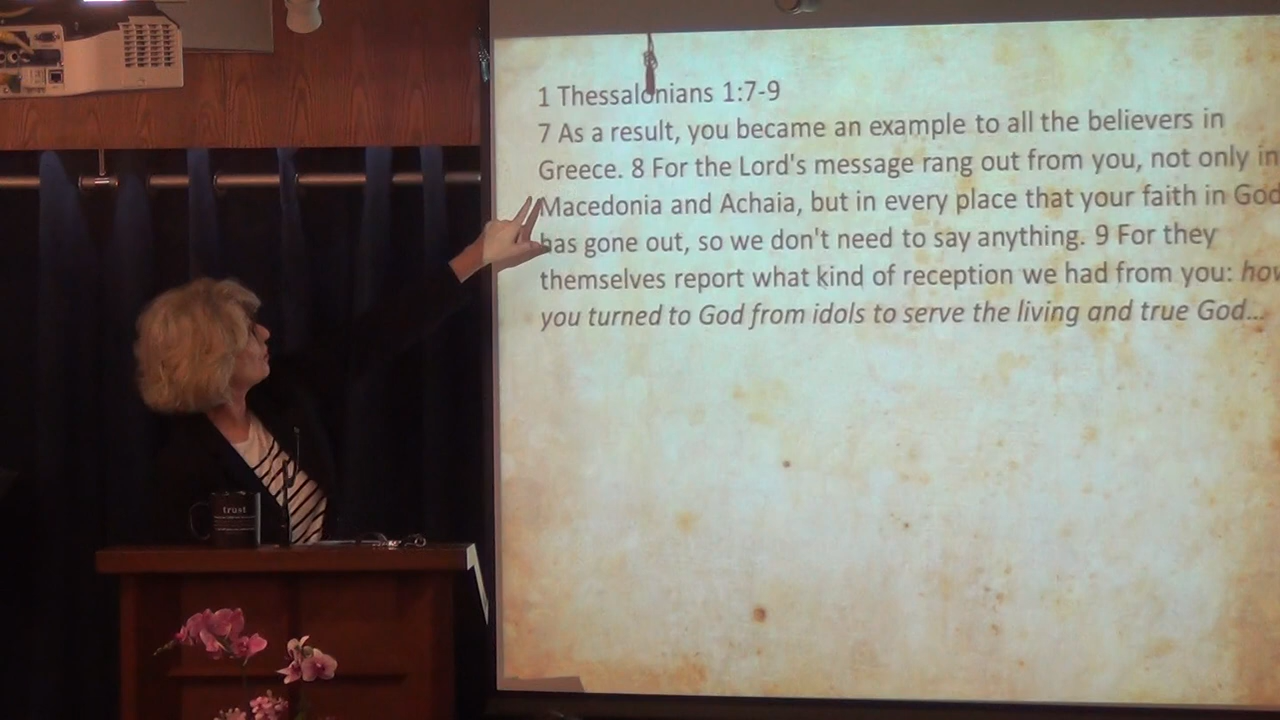 1 Thessalonians 1:7-9
7 As a result, you became an example to all the believers in
Greece. 8 For the Lord's message rang out from you, not only in
Macedonia and Achaia, but in every place that your faith in God
has gone out, so we don't need to say anything. 9 For they
themselves report what kind of reception we had from you: how
you turned to God from idols to serve the living and true God...
trust